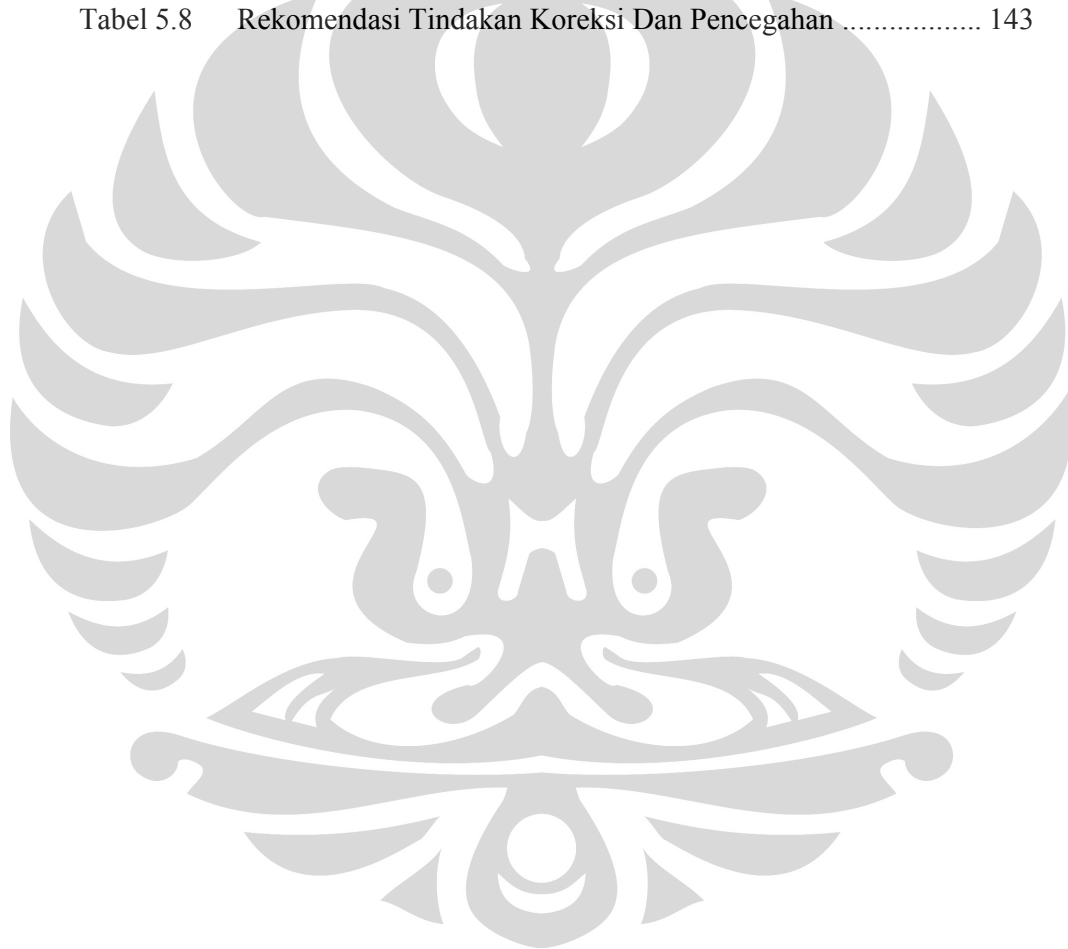 Tabel 5.8 Rekomendasi Tindakan Koreksi Dan Pencegahan .................. 143